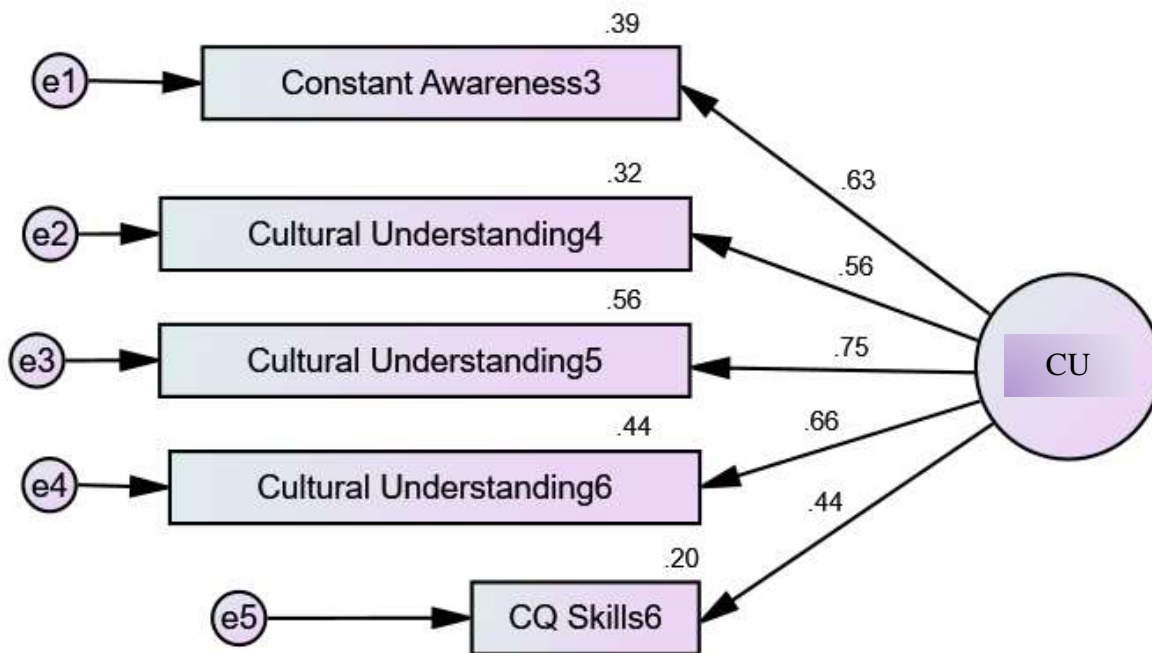 .39
e1
Constant Awareness3
.63
.32
e2
Cultural Understanding4
.56
.56
e3
Cultural Understanding5
.75
CU
.44
e4
Cultural Understanding6
.66
.44
.20
e5
CQ Skills6